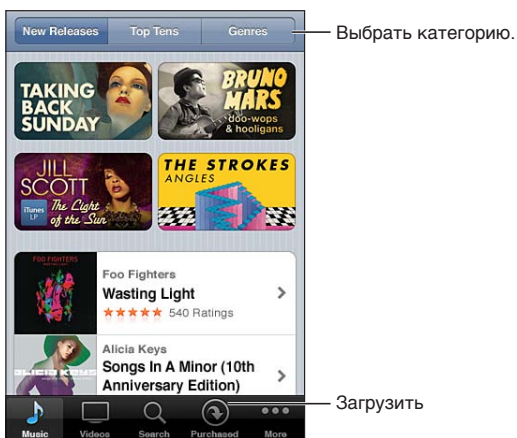 New Releases Top Tens Genres
Выбрать категорию.
TAKING
BACK
SUNDAY
BRUNO
MARS
doo-wops
& hooligans
JILL
SCOTT
iTunes
LP
The Light
of the Sun
THE STROKES
ANGLES
FOO FIGHTERS
Foo Fighters
Wasting Light
540 Ratings
ALICIA KEYS
Alicia Keys
Songs In A Minor (10th
Anniversary Edition)
Загрузить
Music Videos Search Purchased More